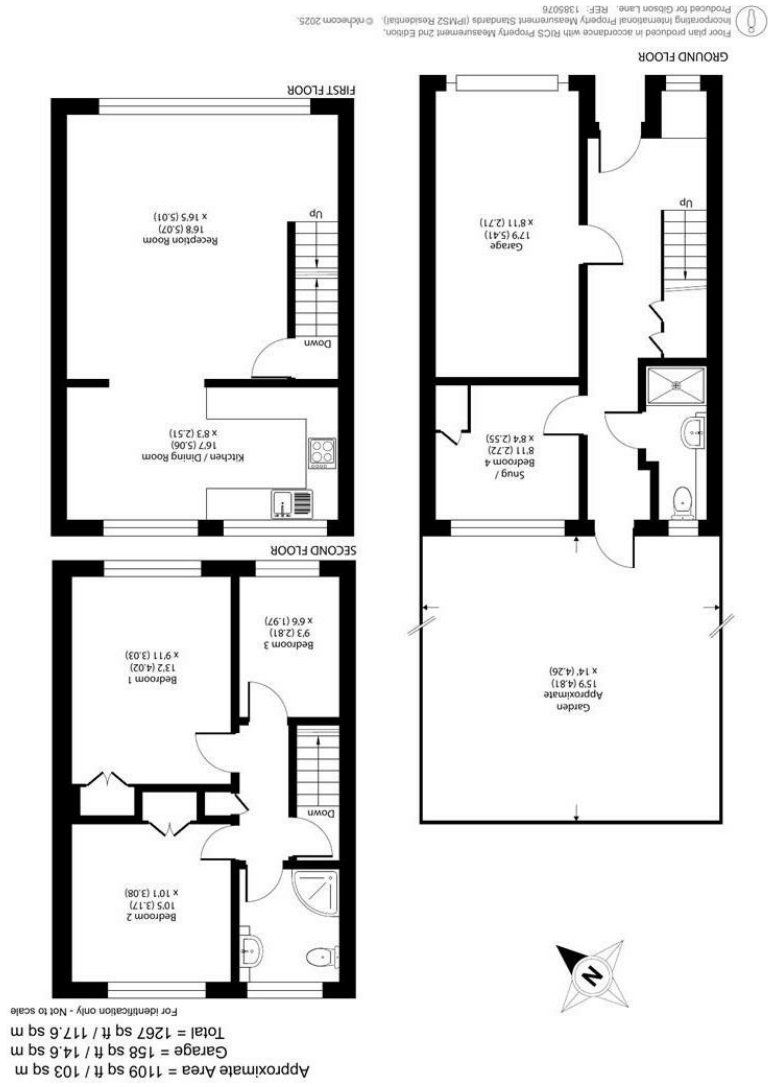 Approximate Area = 1109 sq ft / 103 sq m
Garage = 158 sq ft / 14.6 sq m
Total = 1267 sq ft / 117.6 sq m
For identification only - Not to scale
N
Garden
Approximate
15'9 (4.81)
x 14' (4.26)
Snug /
Bedroom 4
8'11 (2.72)
x 8'4 (2.55)
Garage
17'9 (5.41)
x 8'11 (2.71)
Up
GROUND FLOOR
Bedroom 2
10'5 (3.17)
x 10'1 (3.08)
Down
Bedroom 1
13'2 (4.02)
x 9'11 (3.03)
Bedroom 3
9'3 (2.81)
x 6'6 (1.97)
SECOND FLOOR
Kitchen / Dining Room
16'7 (5.06)
x 8'3 (2.51)
Down
Reception Room
16'8 (5.07)
x 16'5 (5.01)
Up
FIRST FLOOR
Floor plan produced in accordance with RICS Property Measurement 2nd Edition,
Incorporating International Property Measurement Standards (IPMS2 Residential). © nichecom 2025.
Produced for Gibson Lane. REF: 1385076